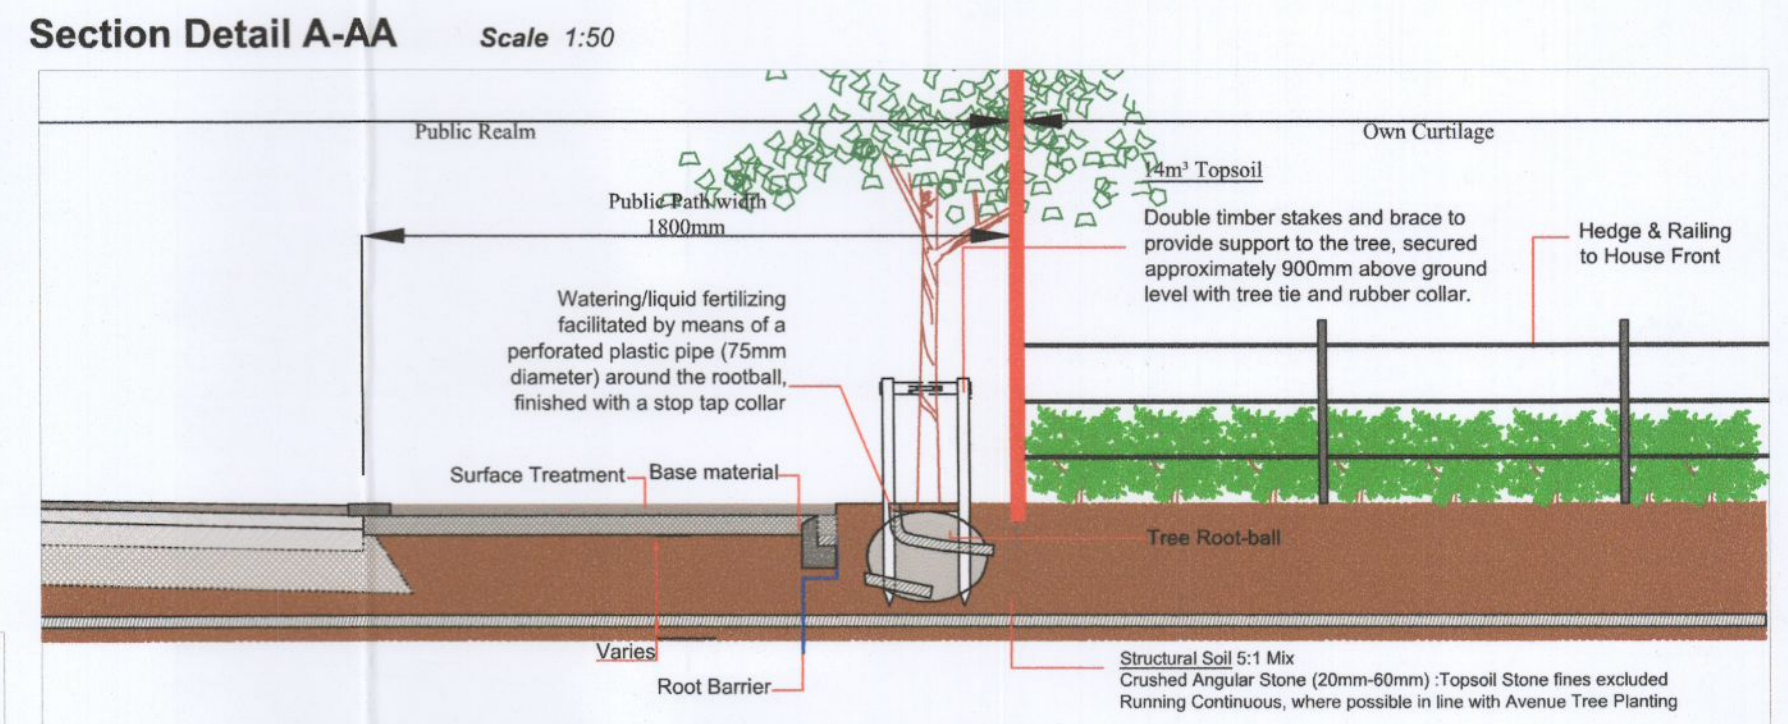 Section Detail A-AA Scale 1:50
Public Realm
Own Curtilage
14m³ Topsoil
Public Path width
1800mm
Double timber stakes and brace to
provide support to the tree, secured
approximately 900mm above ground
level with tree tie and rubber collar.
Hedge & Railing
to House Front
Watering/liquid fertilizing
facilitated by means of a
perforated plastic pipe (75mm
diameter) around the rootball,
finished with a stop tap collar
Surface Treatment
Base material
Tree Root-ball
Varies
Root Barrier
Structural Soil 5:1 Mix
Crushed Angular Stone (20mm-60mm) :Topsoil Stone fines excluded
Running Continuous, where possible in line with Avenue Tree Planting